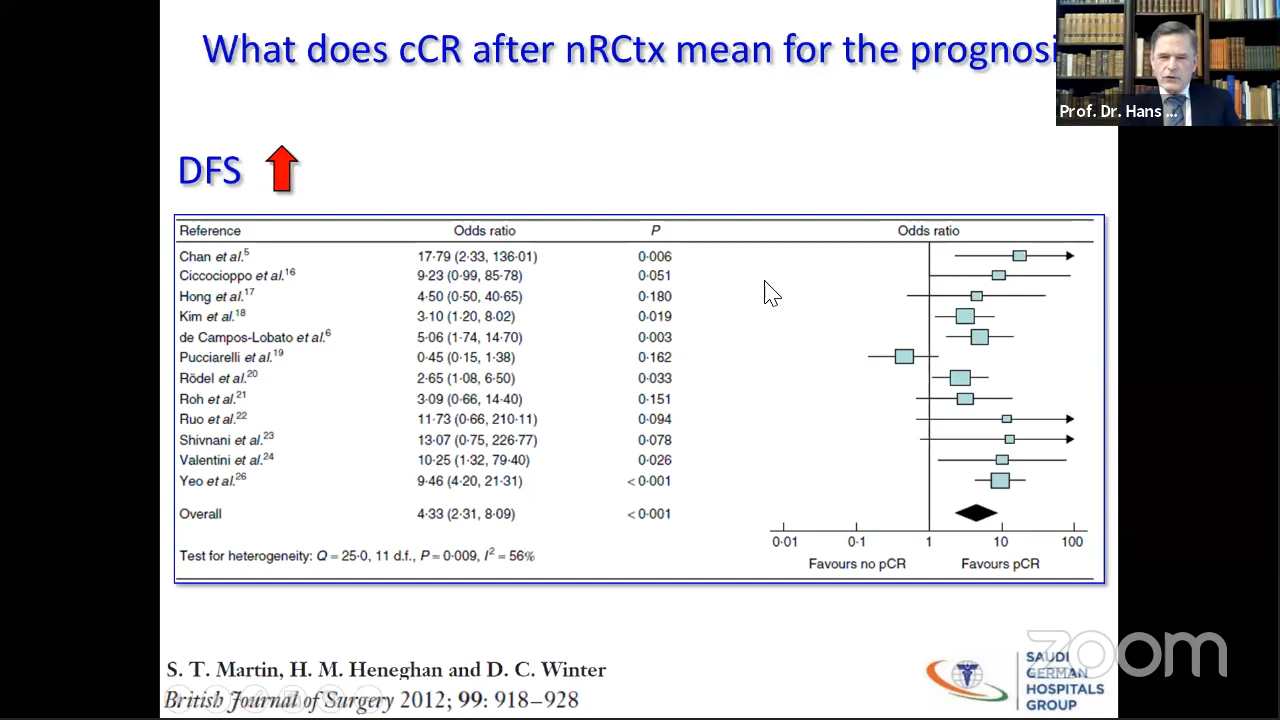 What does cCR after nRCtx mean for the prognosi
Prof. Dr. Hans ...
DFS
Reference Odds ratio P Odds ratio
Chan et al.5 17·79 (2·33, 136·01) 0·006
Ciccocioppo et al.16 9·23 (0·99, 85·78) 0·051
Hong et al.17 4·50 (0·50, 40·65) 0·180
Kim et al.18 3·10 (1·20, 8·02) 0·019
de Campos-Lobato et al.6 5·06 (1·74, 14·70) 0·003
Pucciarelli et al.19 0·45 (0·15, 1·38) 0·162
Rödel et al.20 2·65 (1·08, 6·50) 0·033
Roh et al.21 3·09 (0·66, 14·40) 0·151
Ruo et al.22 11·73 (0·66, 210·11) 0·094
Shivnani et al.23 13·07 (0·75, 226·77) 0·078
Valentini et al.24 10·25 (1·32, 79·40) 0·026
Yeo et al.26 9·46 (4·20, 21·31) < 0·001
Overall 4·33 (2·31, 8·09) < 0·001
0·01 0·1 1 10 100
Test for heterogeneity: Q = 25·0, 11 d.f., P = 0·009, I2 = 56%
Favours no pCR Favours pCR
S. T. Martin, H. M. Heneghan and D. C. Winter
British Journal of Surgery 2012; 99: 918–928
SAUDI
GERMAN
HOSPITALS
GROUP
zoom